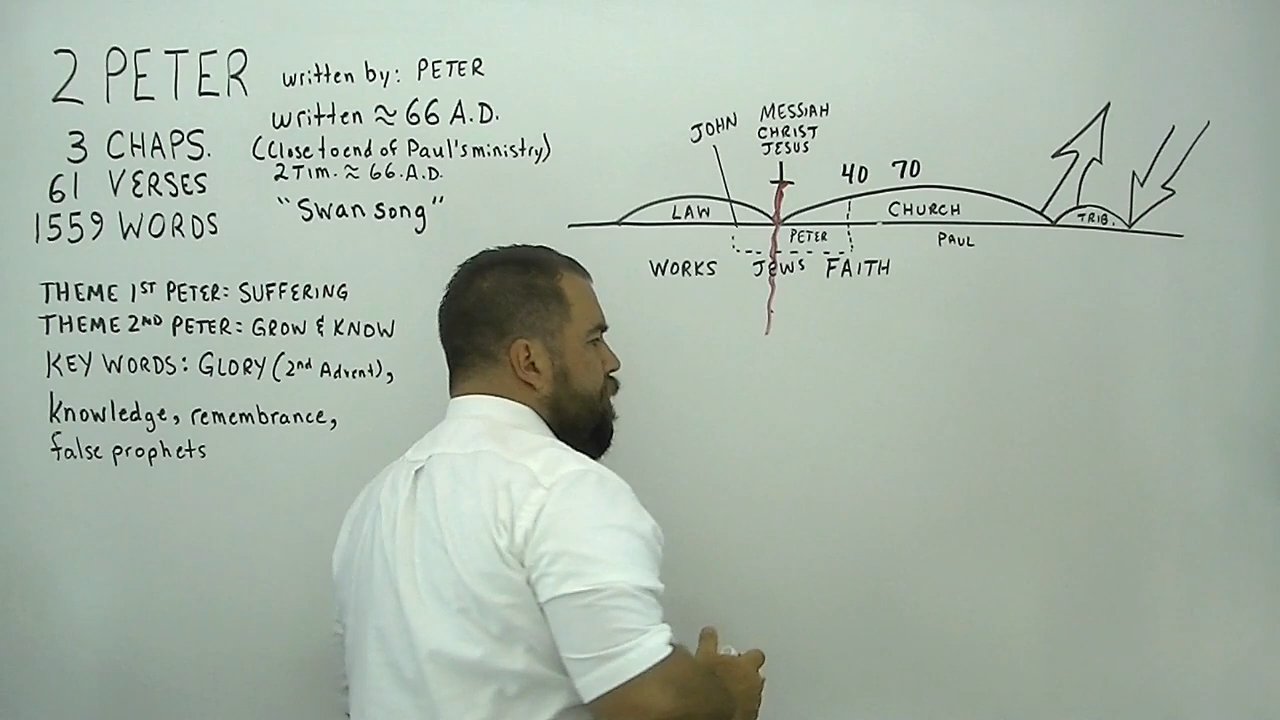 2 PETER
written by: PETER
written ≈ 66 A.D.
(Close to end of Paul's ministry)
2 Tim. ≈ 66.A.D.
"Swan song"
3 CHAPS.
61 VERSES
1559 WORDS
THEME 1ST PETER: SUFFERING
THEME 2ND PETER: GROW & KNOW
KEY WORDS: GLORY (2nd Advent),
knowledge, remembrance,
false prophets
JOHN
MESSIAH
CHRIST
JESUS
40 70
LAW
CHURCH
TRIB.
PETER
PAUL
WORKS JEWS FAITH